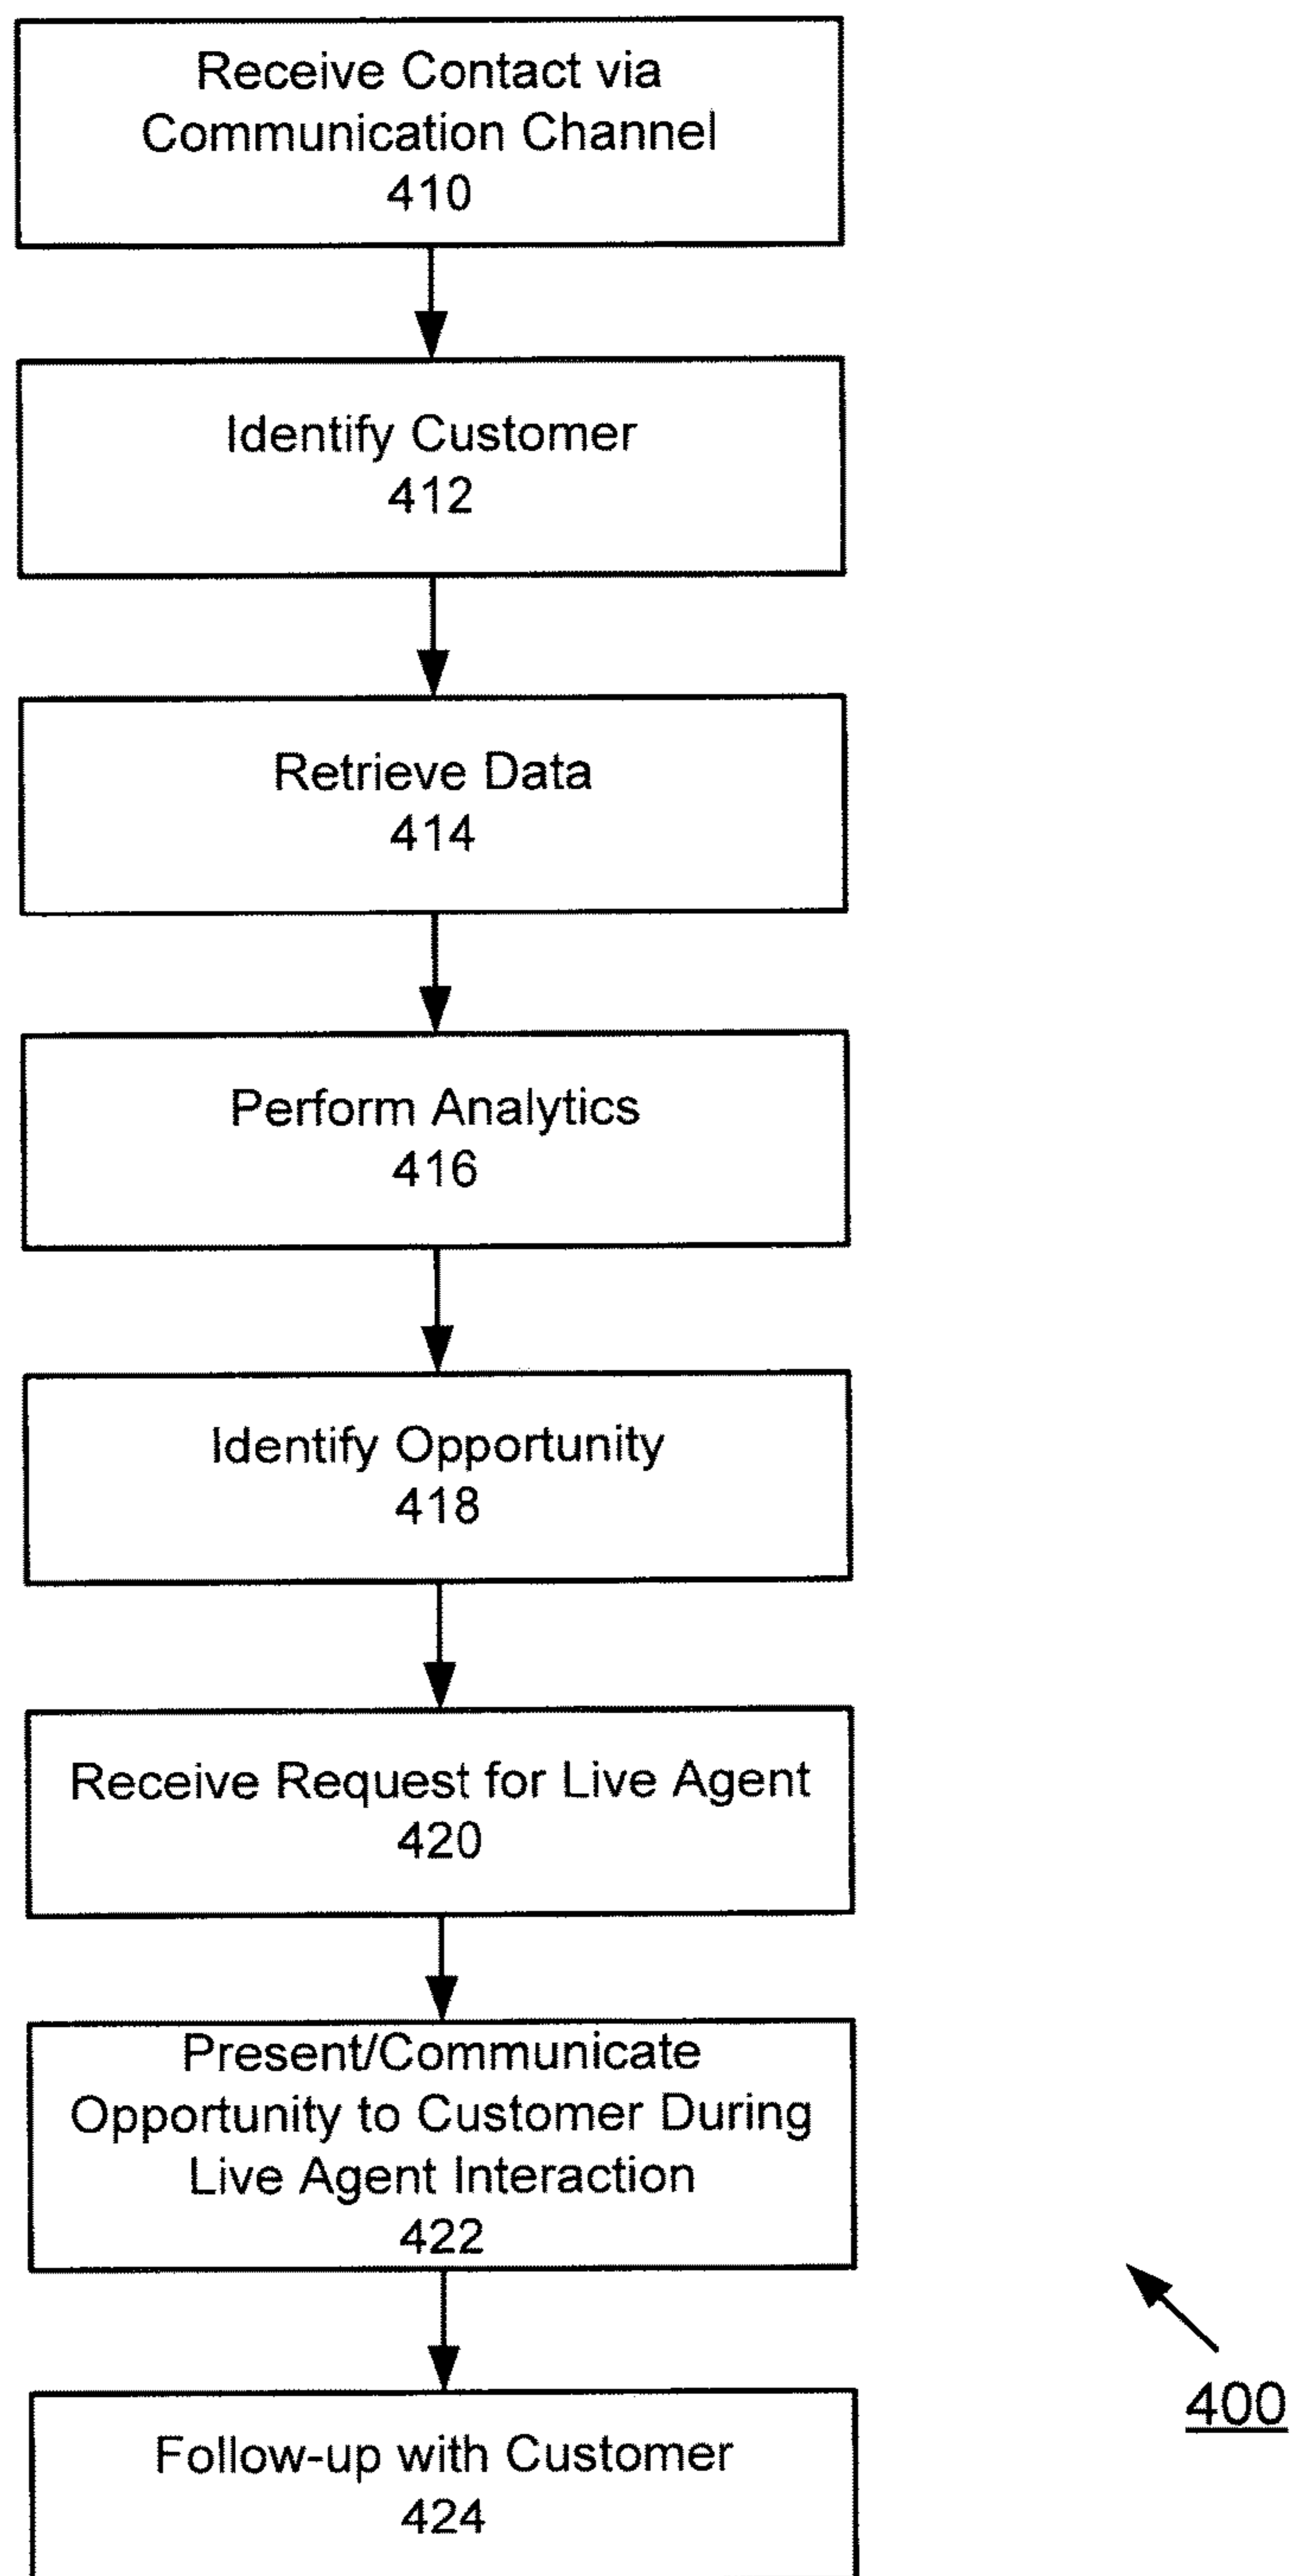 Receive Contact via
Communication Channel
410
Identify Customer
412
Retrieve Data
414
Perform Analytics
416
Identify Opportunity
418
Receive Request for Live Agent
420
Present/Communicate
Opportunity to Customer During
Live Agent Interaction
422
400
Follow-up with Customer
424